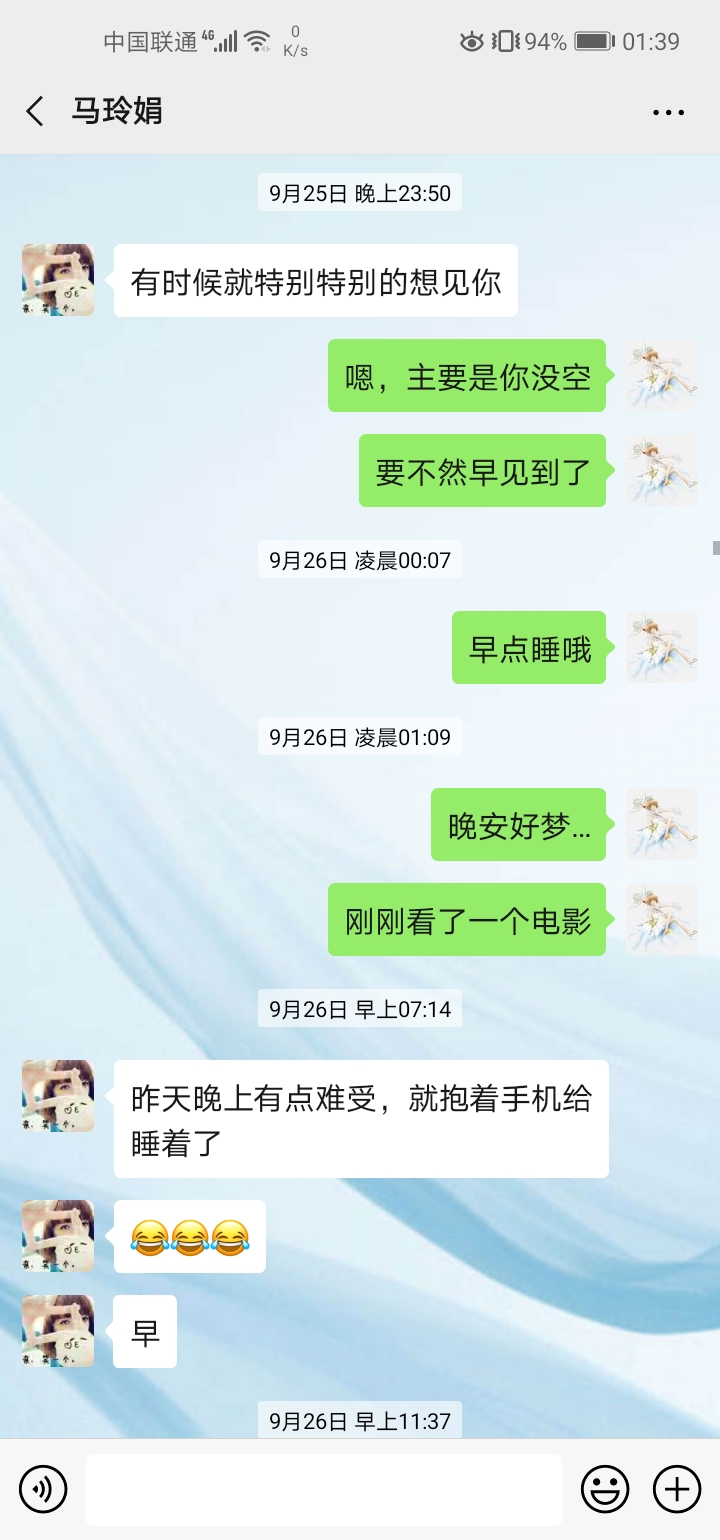 中国联通 4G 0 K/s 94% 01:39
马玲娟
9月25日 晚上23:50
有时候就特别特别的想见你
嗯，主要是你没空
要不然早见到了
9月26日 凌晨00:07
早点睡哦
9月26日 凌晨01:09
晚安好梦...
刚刚看了一个电影
9月26日 早上07:14
昨天晚上有点难受，就抱着手机给
睡着了
😂😂😂
早
9月26日 早上11:37